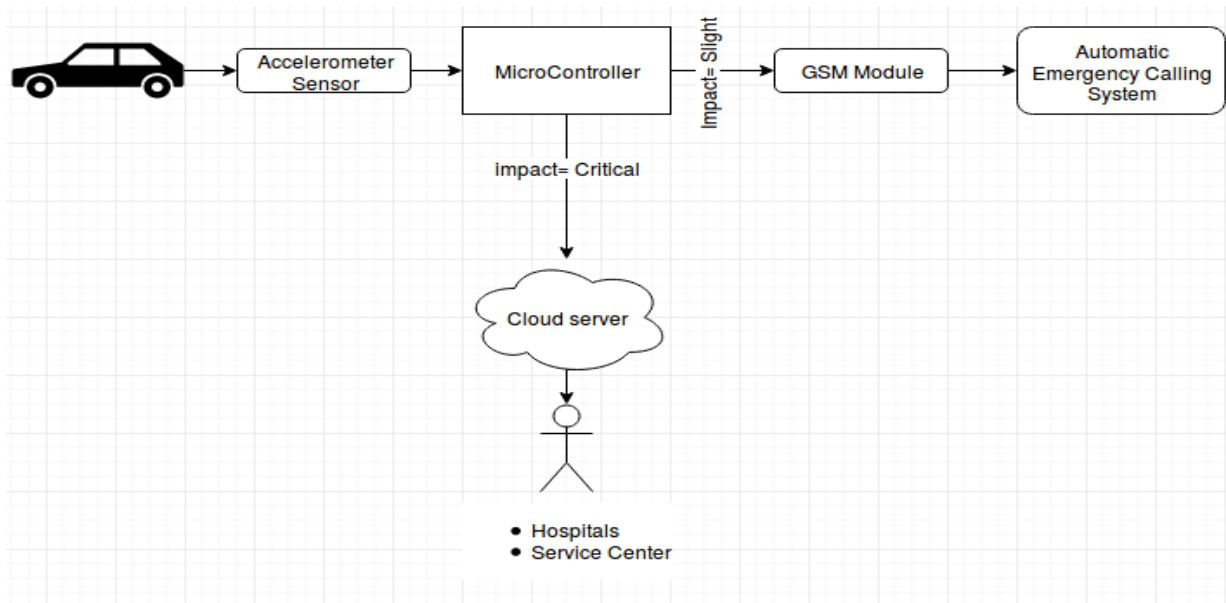 Accelerometer
Sensor
MicroController
Impact= Slight
GSM Module
Automatic
Emergency Calling
System
impact= Critical
Cloud server
Hospitals
Service Center